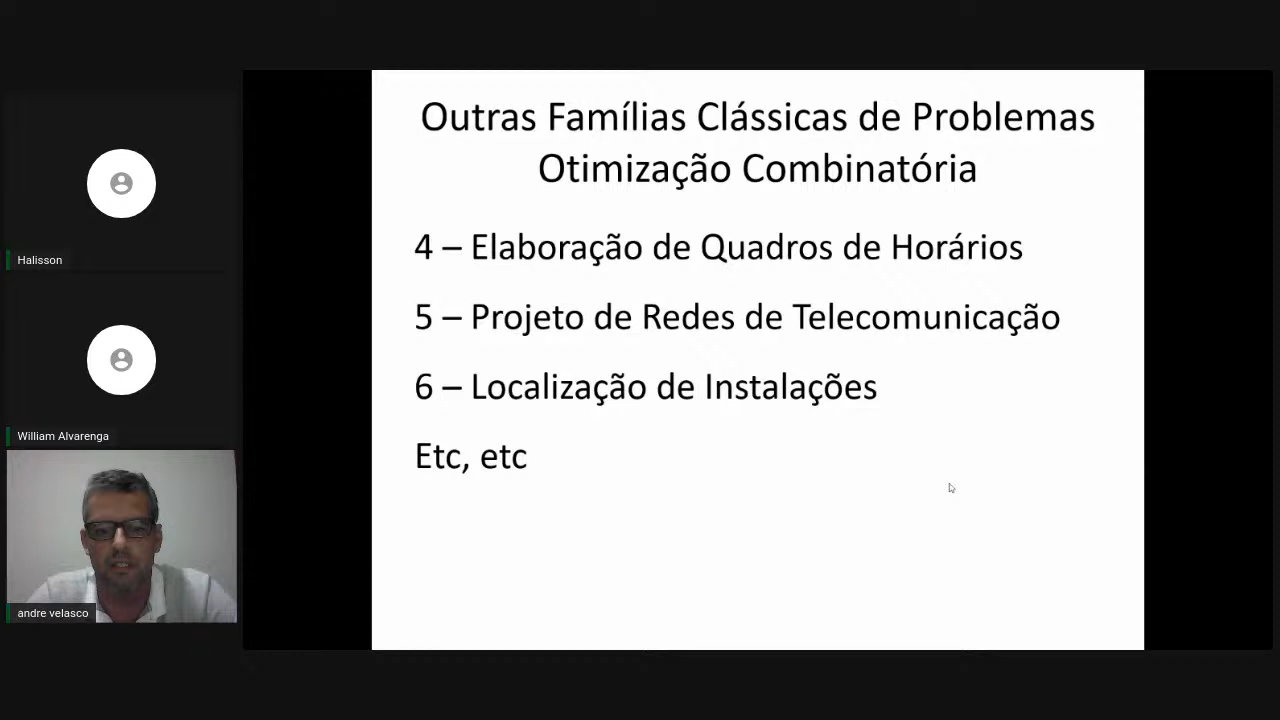 Outras Famílias Clássicas de Problemas
Otimização Combinatória
4 – Elaboração de Quadros de Horários
5 – Projeto de Redes de Telecomunicação
6 – Localização de Instalações
Etc, etc
Halisson
William Alvarenga
andre velasco